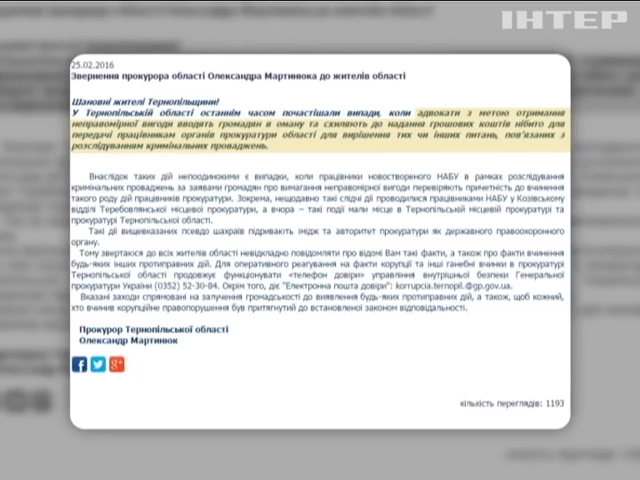 ІНТЕР
25.02.2016
Звернення прокурора області Олександра Мартинюка до жителів області
Шановні жителі Тернопільщини!
У Тернопільській області останнім часом почастішали випади, коли адвокати з метою отримання
неправомірної вигоди вводять громадян в оману та схиляють до надання грошових коштів нібито для
передачі працівникам органів прокуратури області для вирішення тих чи інших питань, пов'язаних з
розслідуванням кримінальних проваджень.
Внаслідок таких дій непоодинокими є випадки, коли працівники новоствореного НАБУ в рамках розслідування
кримінальних проваджень за заявами громадян про вимагання неправомірної вигоди перевіряють причетність до вчинення
такого роду дій працівників прокуратури. Зокрема, нещодавно такі слідчі дії проводилися працівниками НАБУ у Козівському
відділі Теребовлянської місцевої прокуратури, а вчора – такі події мали місце в Тернопільській місцевій прокуратурі та
прокуратурі Тернопільської області.
Такі дії вищевказаних псевдо шахраїв підривають імідж та авторитет прокуратури як державного правоохоронного
органу.
Тому звертаюся до всіх жителів області невідкладно повідомляти про відомі Вам такі факти, а також про факти вчинення
будь-яких інших протиправних дій. Для оперативного реагування на факти корупції та інші ганебні вчинки в прокуратурі
Тернопільської області продовжує функціонувати «телефон довіри» управління внутрішньої безпеки Генеральної
прокуратури України (0352) 52-30-84. Окрім того, діє "Електронна пошта довіри": korrupcia.ternopil.@gp.gov.ua.
Вказані заходи спрямовані на залучення громадськості до виявлення будь-яких протиправних дій, а також, щоб кожний,
хто вчинив корупційне правопорушення був притягнутий до встановленої законом відповідальності.
Прокурор Тернопільської області
Олександр Мартинюк
кількість переглядів: 1193